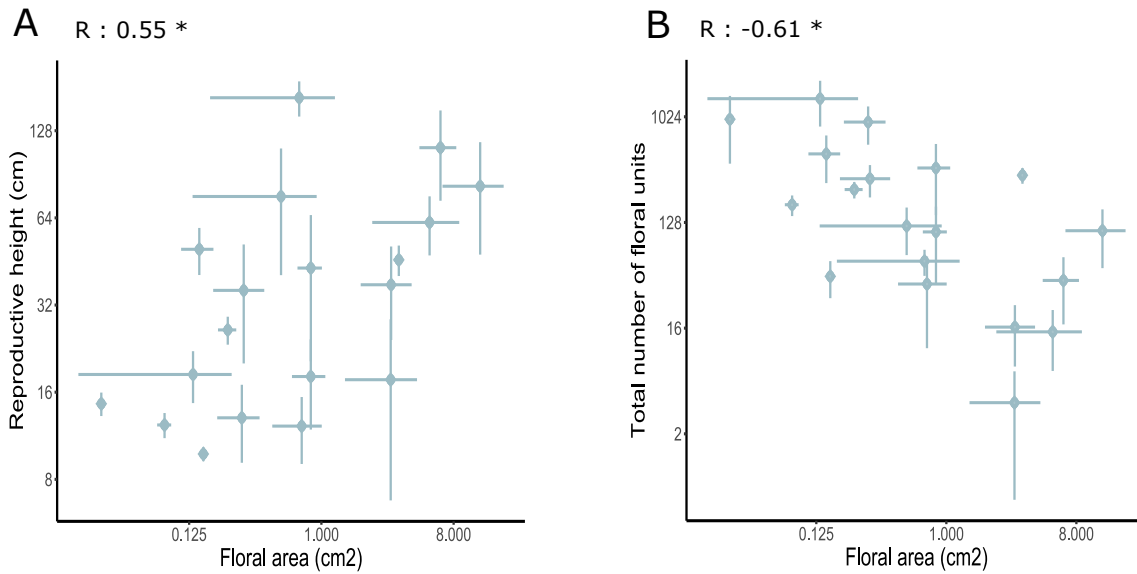 A
R : 0.55 *
Reproductive height (cm)
128
64
32
16
8
0.125
1.000
8.000
Floral area (cm2)
B
R : -0.61 *
Total number of floral units
1024
128
16
2
0.125
1.000
8.000
Floral area (cm2)